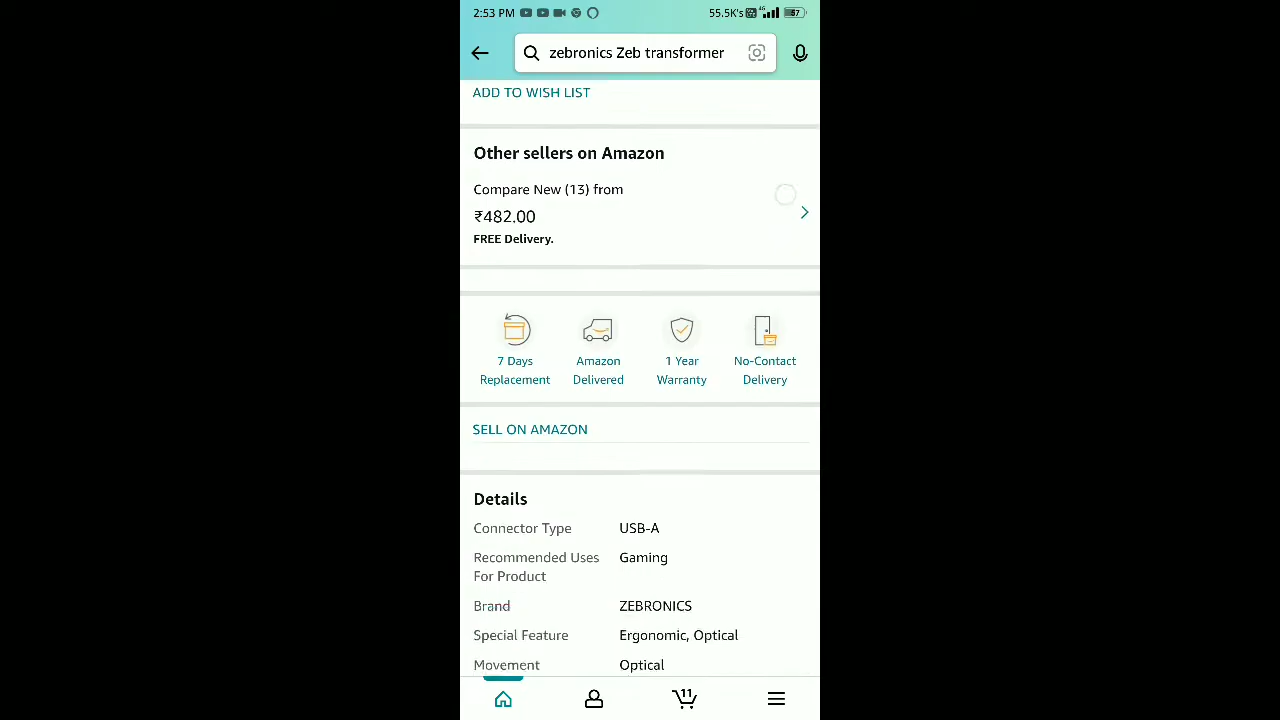 2:53 PM 55.5K's 4G 57
zebronics Zeb transformer
ADD TO WISH LIST
Other sellers on Amazon
Compare New (13) from
₹482.00
FREE Delivery.
7 Days Replacement
Amazon Delivered
1 Year Warranty
No-Contact Delivery
SELL ON AMAZON
Details
Connector Type USB-A
Recommended Uses For Product Gaming
Brand ZEBRONICS
Special Feature Ergonomic, Optical
Movement Optical
11